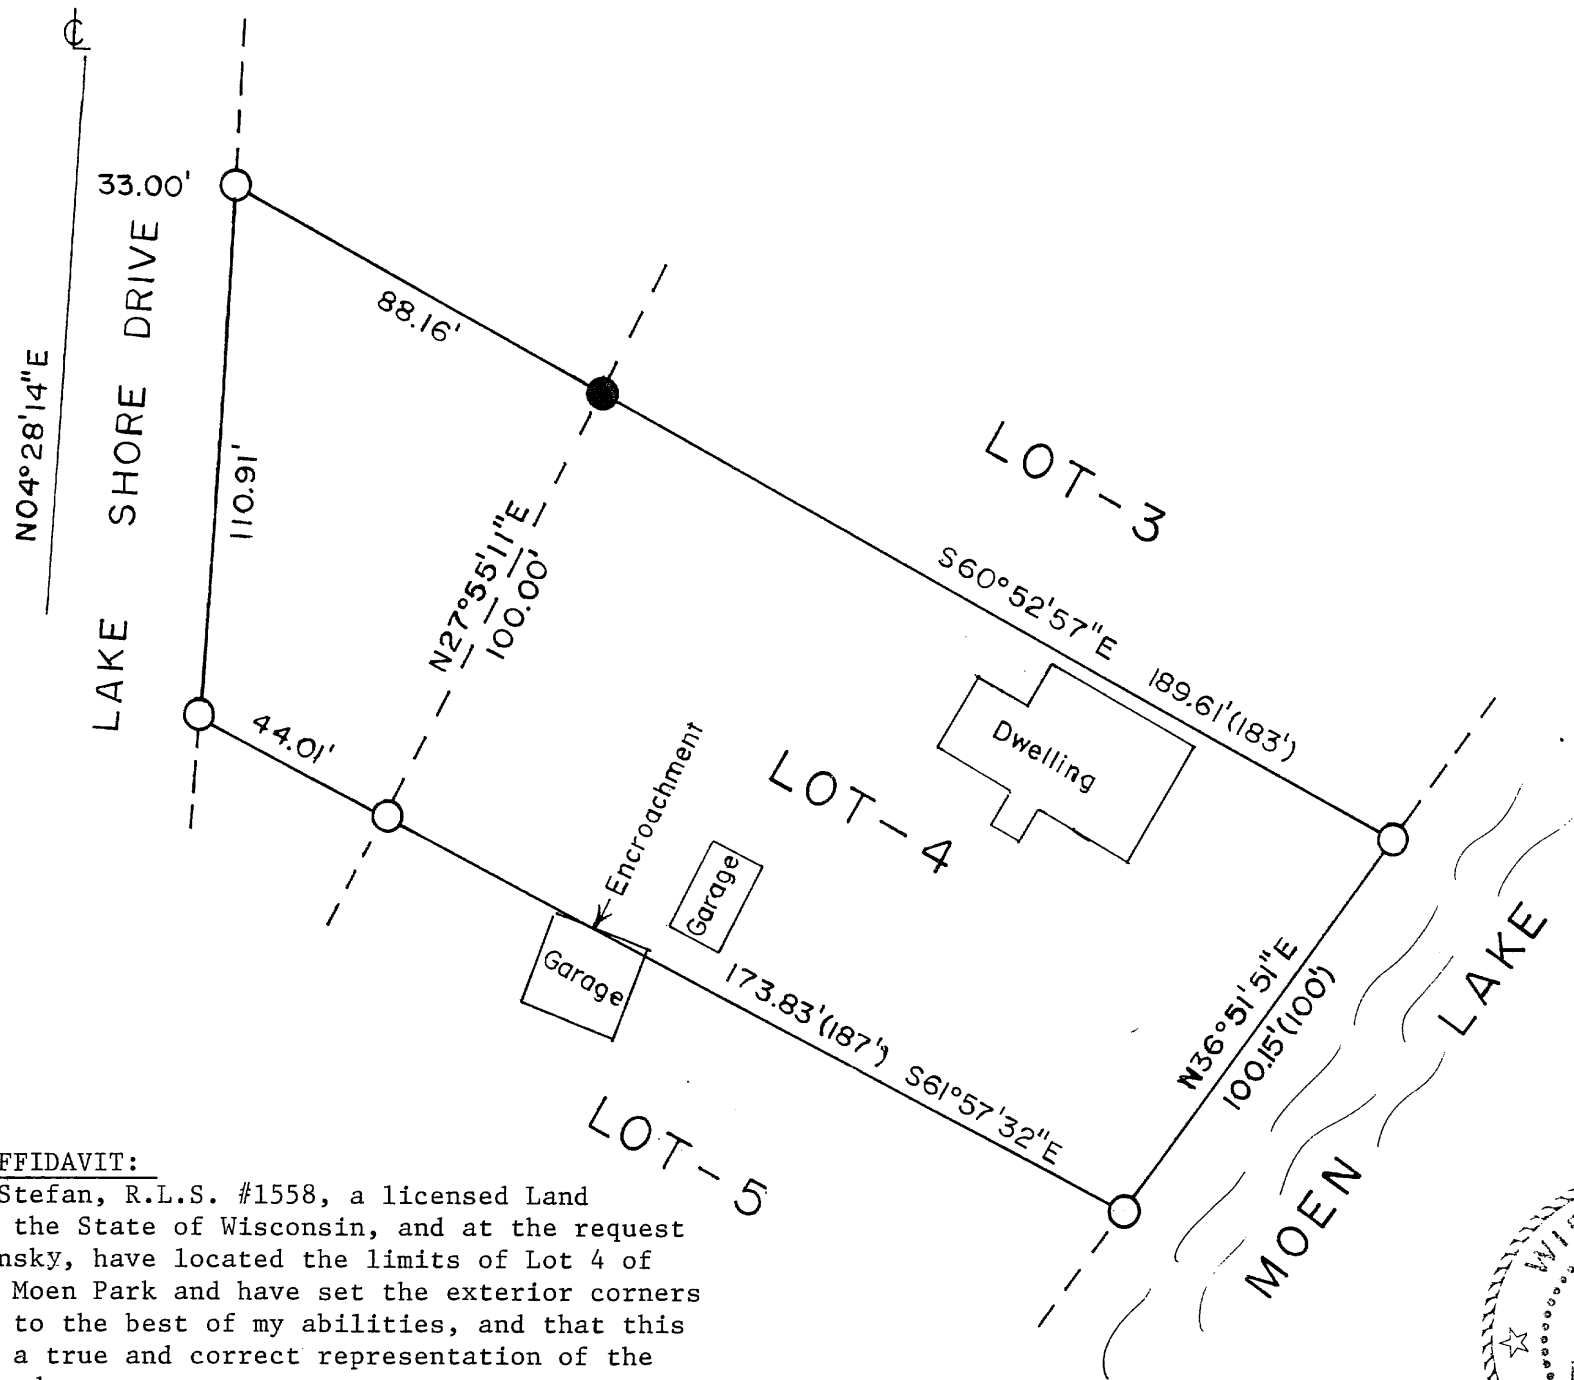 ℄
33.00'
LAKE SHORE DRIVE
N04°28'14"E
88.16'
110.91'
LOT-3
N27°55'11"E
100.00'
S60°52'57"E 189.61'(183')
44.01'
Dwelling
Encroachment
LOT-4
Garage
Garage
173.83'(187') S61°57'32"E
N36°51'51"E
100.15'(100')
MOEN LAKE
LOT-5
FFIDAVIT:
Stefan, R.L.S. #1558, a licensed Land
the State of Wisconsin, and at the request
nsky, have located the limits of Lot 4 of
Moen Park and have set the exterior corners
to the best of my abilities, and that this
a true and correct representation of the
WIS